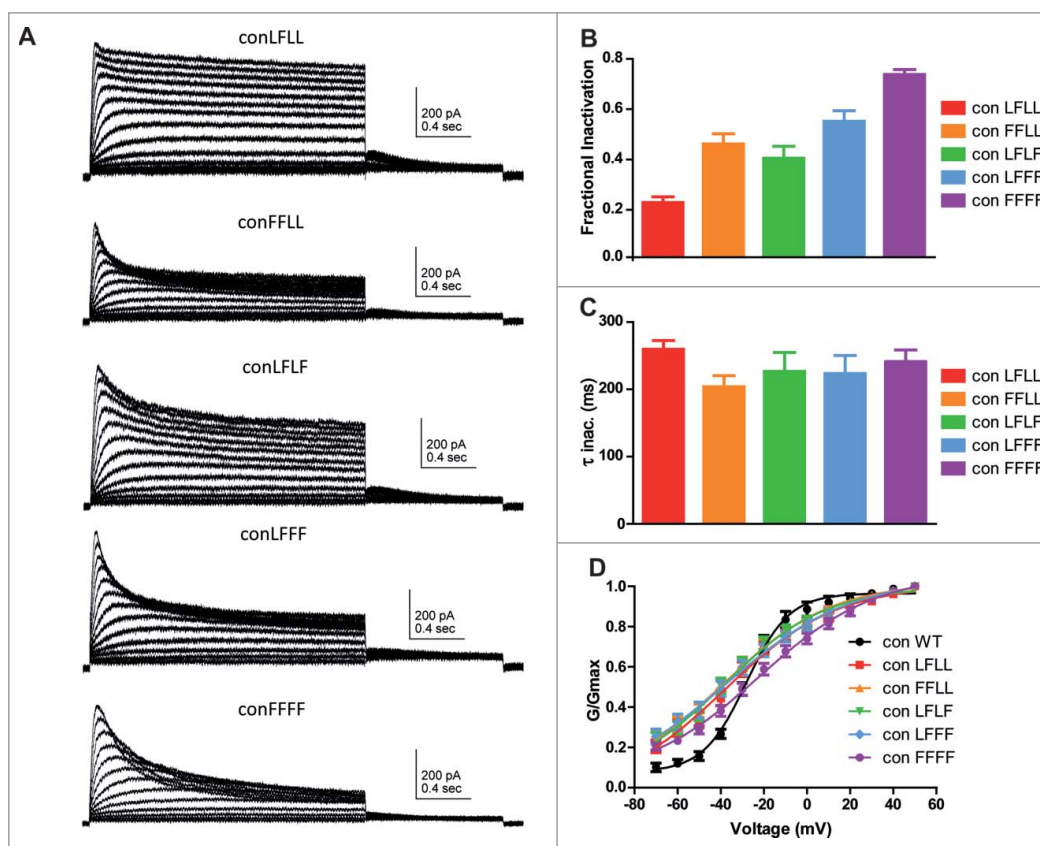 A
conLFLL
200 pA
0.4 sec
conFFLL
200 pA
0.4 sec
conLFLF
200 pA
0.4 sec
conLFFF
200 pA
0.4 sec
conFFFF
200 pA
0.4 sec
B
Fractional Inactivation
0.8
0.6
0.4
0.2
0.0
con LFLL
con FFLL
con LFLF
con LFFF
con FFFF
C
τ inac. (ms)
300
200
100
0
con LFLL
con FFLL
con LFLF
con LFFF
con FFFF
D
G/Gmax
1.0
0.8
0.6
0.4
0.2
0.0
con WT
con LFLL
con FFLL
con LFLF
con LFFF
con FFFF
-80 -60 -40 -20 0 20 40 60
Voltage (mV)